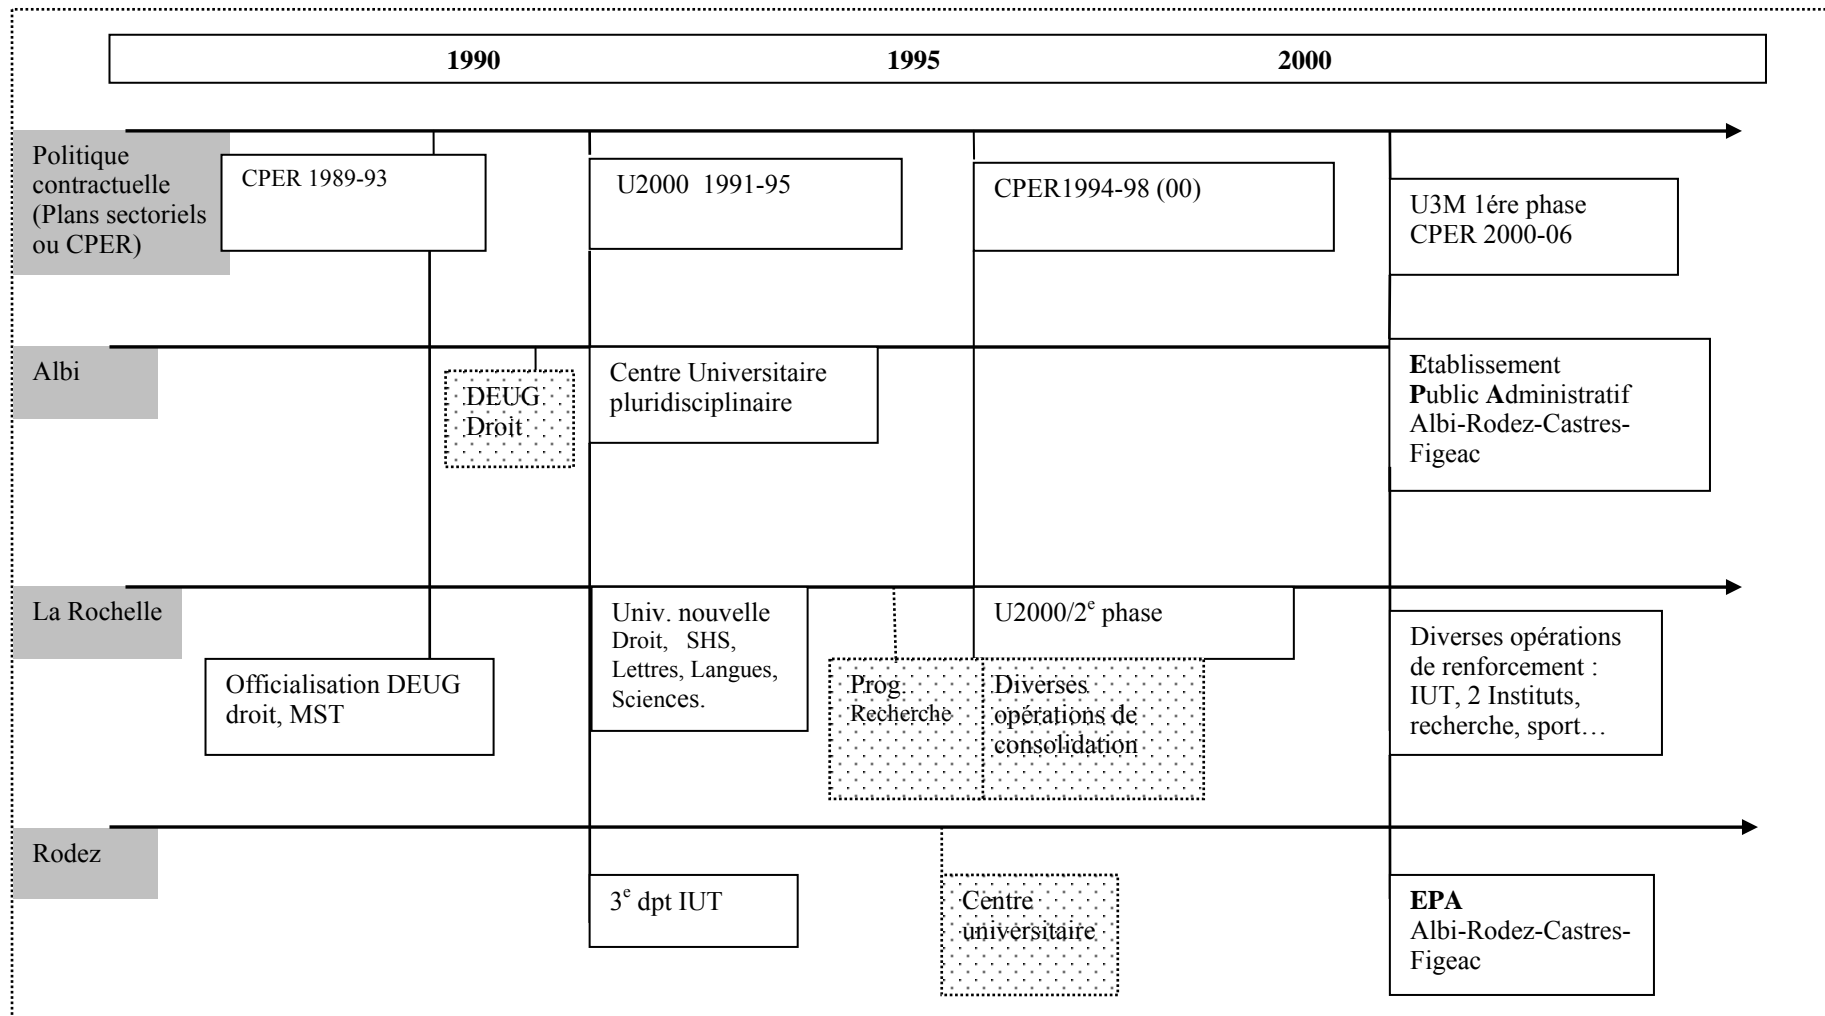 1990 1995 2000
Politique
contractuelle
(Plans sectoriels
ou CPER)
CPER 1989-93
U2000 1991-95
CPER1994-98 (00)
U3M 1ére phase
CPER 2000-06
Albi
DEUG
Droit
Centre Universitaire
pluridisciplinaire
Etablissement
Public Administratif
Albi-Rodez-Castres-
Figeac
La Rochelle
Officialisation DEUG
droit, MST
Univ. nouvelle
Droit, SHS,
Lettres, Langues,
Sciences.
Prog
Recherche
U2000/2e phase
Diverses
opérations de
consolidation
Diverses opérations
de renforcement :
IUT, 2 Instituts,
recherche, sport…
Rodez
3e dpt IUT
Centre
universitaire
EPA
Albi-Rodez-Castres-
Figeac